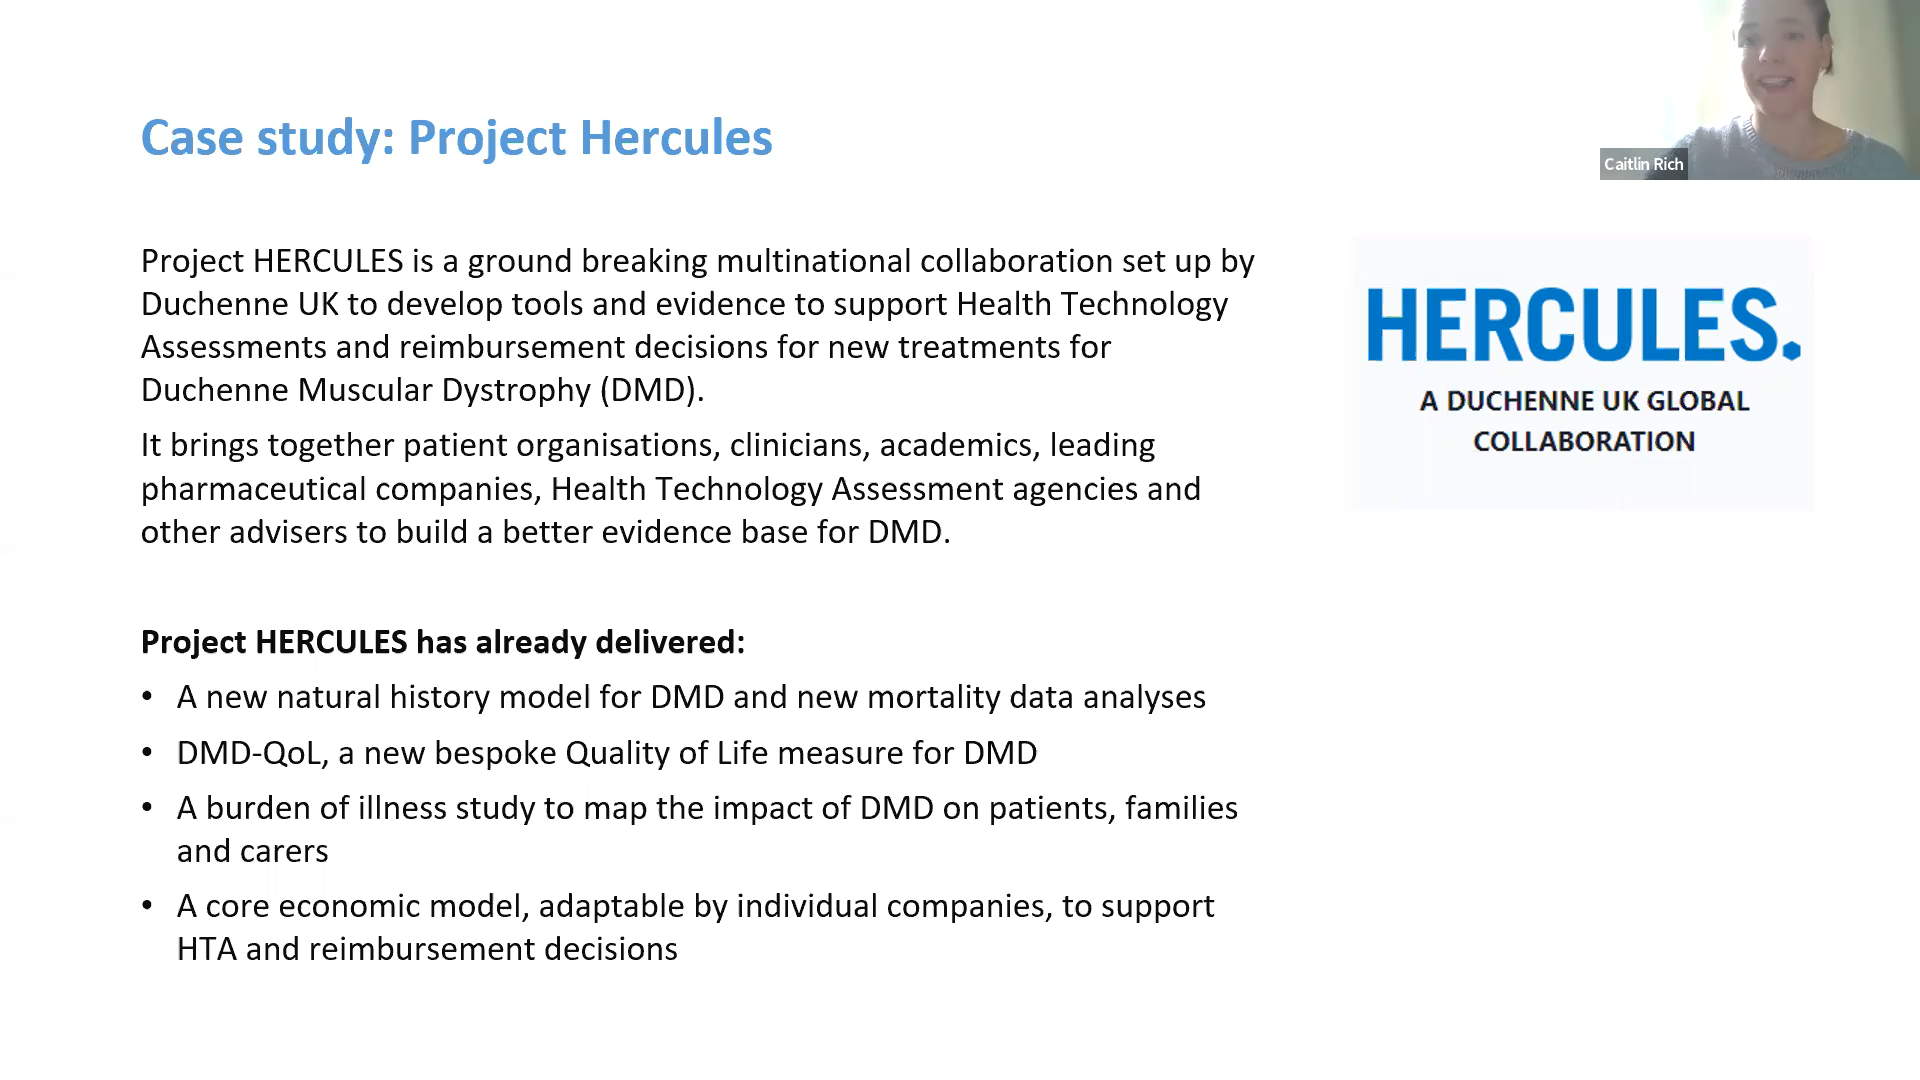 Case study: Project Hercules
Caitlin Rich
Project HERCULES is a ground breaking multinational collaboration set up by
Duchenne UK to develop tools and evidence to support Health Technology
Assessments and reimbursement decisions for new treatments for
Duchenne Muscular Dystrophy (DMD).
It brings together patient organisations, clinicians, academics, leading
pharmaceutical companies, Health Technology Assessment agencies and
other advisers to build a better evidence base for DMD.
HERCULES.
A DUCHENNE UK GLOBAL
COLLABORATION
Project HERCULES has already delivered:
• A new natural history model for DMD and new mortality data analyses
• DMD-QoL, a new bespoke Quality of Life measure for DMD
• A burden of illness study to map the impact of DMD on patients, families
and carers
• A core economic model, adaptable by individual companies, to support
HTA and reimbursement decisions